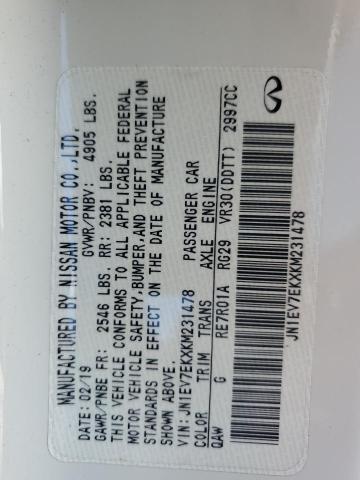 MANUFACTURED BY NISSAN MOTOR CO.,LTD.
DATE: 02/19 GVWR/PNBV: 4905 LBS.
GAWR/PNBE FR: 2546 LBS. RR: 2381 LBS.
THIS VEHICLE CONFORMS TO ALL APPLICABLE FEDERAL
MOTOR VEHICLE SAFETY,BUMPER,AND THEFT PREVENTION
STANDARDS IN EFFECT ON THE DATE OF MANUFACTURE
SHOWN ABOVE.
VIN: JN1EV7EKXKM231478 PASSENGER CAR
COLOR TRIM TRANS AXLE ENGINE
QAW G RE7R01A RG29 VR30(DDTT) 2997CC
JN1EV7EKXKM231478